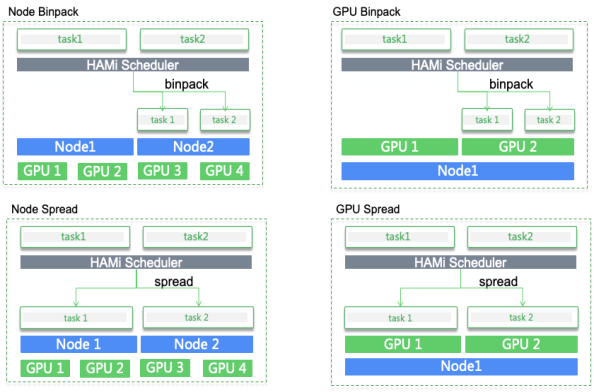 Node Binpack
task1 task2
HAMi Scheduler
binpack
task 1 task 2
Node1 Node2
GPU 1 GPU 2 GPU 3 GPU 4
GPU Binpack
task1 task2
HAMi Scheduler
binpack
task 1 task 2
GPU 1 GPU 2
Node1
Node Spread
task1 task2
HAMi Scheduler
spread
task 1 task 2
Node 1 Node 2
GPU 1 GPU 2 GPU 3 GPU 4
GPU Spread
task1 task2
HAMi Scheduler
spread
task 1 task 2
GPU 1 GPU 2
Node1